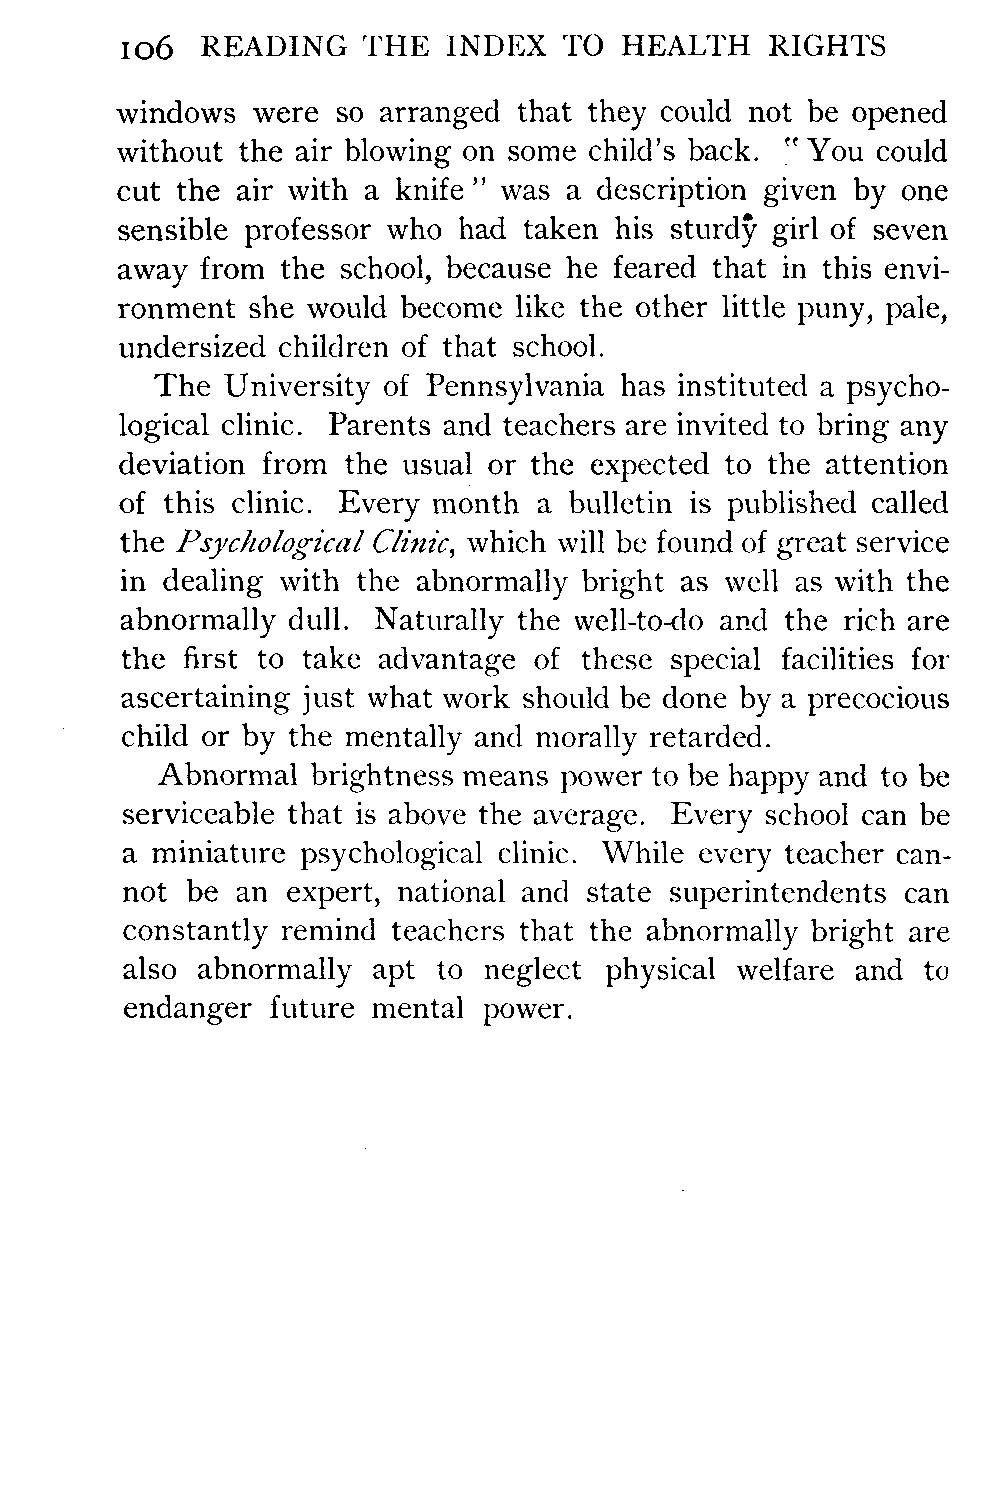 106 READING THE INDEX TO HEALTH RIGHTS
windows were so arranged that they could not be opened
without the air blowing on some child's back. "You could
cut the air with a knife" was a description given by one
sensible professor who had taken his sturdy girl of seven
away from the school, because he feared that in this envi-
ronment she would become like the other little puny, pale,
undersized children of that school.
The University of Pennsylvania has instituted a psycho-
logical clinic. Parents and teachers are invited to bring any
deviation from the usual or the expected to the attention
of this clinic. Every month a bulletin is published called
the Psychological Clinic, which will be found of great service
in dealing with the abnormally bright as well as with the
abnormally dull. Naturally the well-to-do and the rich are
the first to take advantage of these special facilities for
ascertaining just what work should be done by a precocious
child or by the mentally and morally retarded.
Abnormal brightness means power to be happy and to be
serviceable that is above the average. Every school can be
a miniature psychological clinic. While every teacher can-
not be an expert, national and state superintendents can
constantly remind teachers that the abnormally bright are
also abnormally apt to neglect physical welfare and to
endanger future mental power.